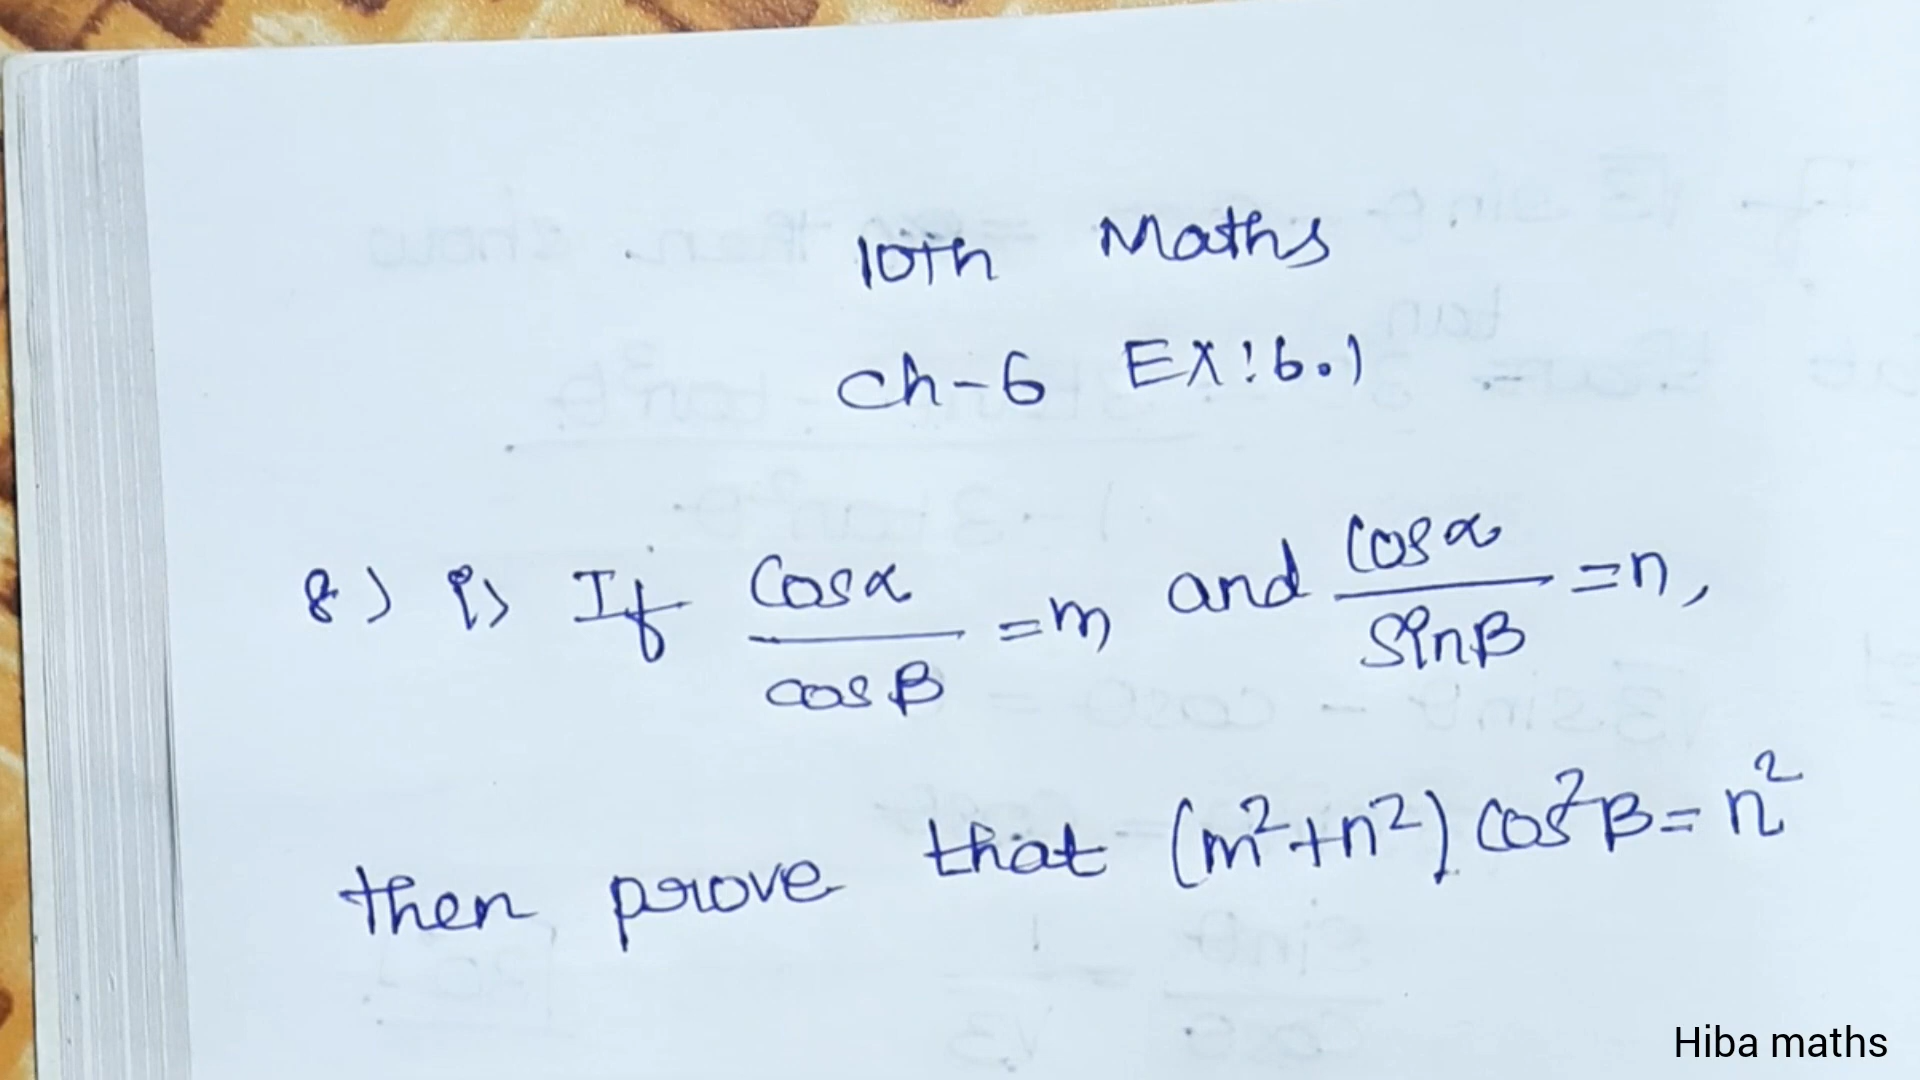 10th Maths
Ch-6 EX:6.1
8) i) If cosα/cosβ = m and cosα/sinβ = n,
then prove that (m²+n²) cos²β = n²
Hiba maths